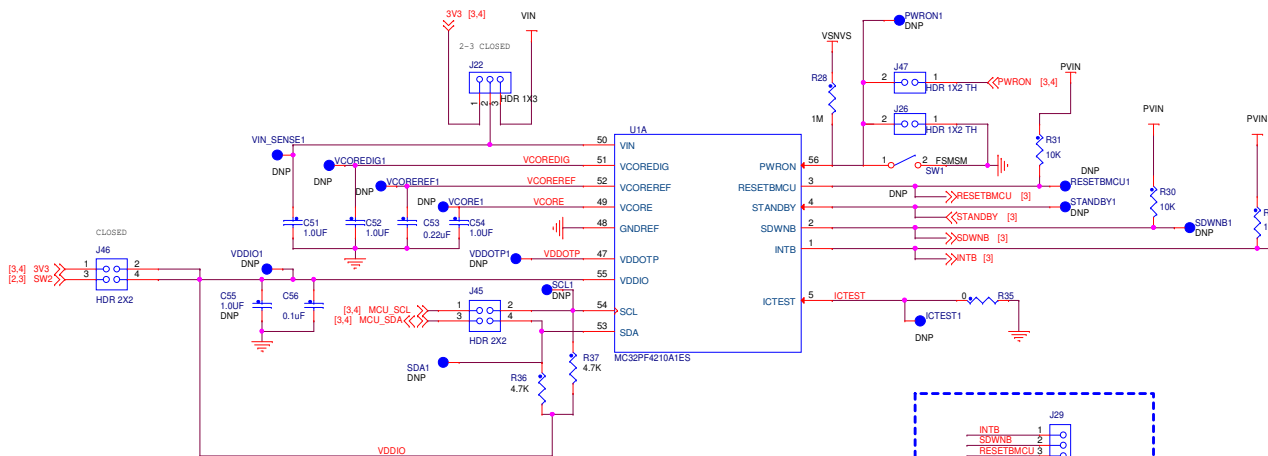 3V3 [3,4]
VIN
2-3 CLOSED
J22
HDR 1X3
1
2
3
PWRON1
DNP
VSNVS
R28
1M
J47
2
1
HDR 1X2 TH
PWRON [3,4]
J26
2
1
HDR 1X2 TH
PVIN
R31
10K
PVIN
R30
10K
PVIN
VIN_SENSE1
DNP
VCOREDIG1
DNP
VCOREDIG
VCOREREF1
DNP
VCOREREF
VCORE1
DNP
VCORE
C51
1.0UF
C52
1.0UF
C53
0.22uF
C54
1.0UF
U1A
50
VIN
51
VCOREDIG
52
VCOREREF
49
VCORE
48
GNDREF
47
VDDOTP
55
VDDIO
54
SCL
53
SDA
PWRON
56
RESETBMCU
3
STANDBY
4
SDWNB
2
INTB
1
ICTEST
5
MC32PF4210A1ES
1
2
FSMSM
SW1
DNP
RESETBMCU1
DNP
RESETBMCU [3]
STANDBY1
DNP
STANDBY [3]
SDWNB1
DNP
SDWNB [3]
INTB [3]
R
1
ICTEST
0
R35
ICTEST1
DNP
VDDOTP1
DNP
VDDOTP
CLOSED
J46
[3,4] 3V3
1
2
[2,3] SW2
3
4
HDR 2X2
VDDIO1
DNP
C55
1.0UF
DNP
C56
0.1uF
SCL1
DNP
J45
[3,4] MCU_SCL
1
2
[3,4] MCU_SDA
3
4
HDR 2X2
SDA1
DNP
R36
4.7K
R37
4.7K
VDDIO
J29
INTB
1
SDWNB
2
RESETBMCU
3